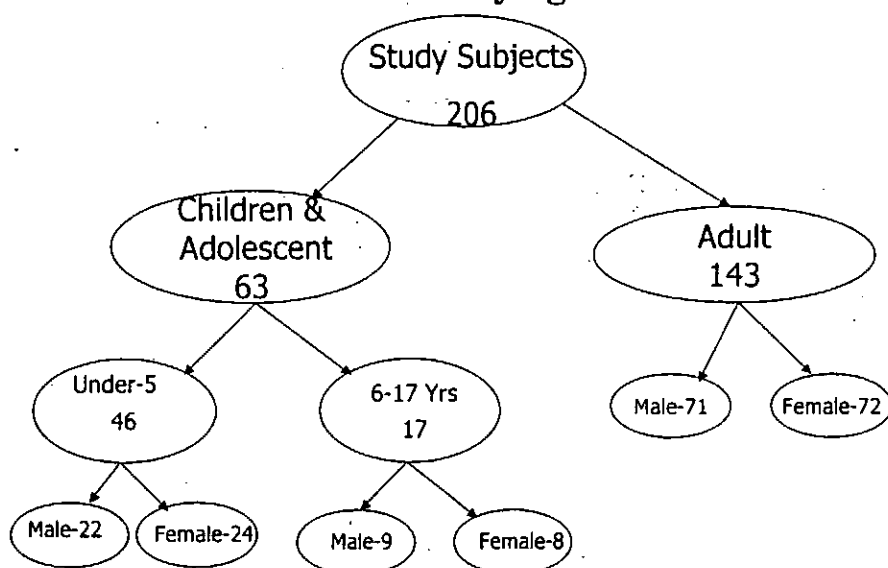 Study Subjects
206
Children &
Adolescent
63
Adult
143
Under-5
46
6-17 Yrs
17
Male-71
Female-72
Male-22
Female-24
Male-9
Female-8